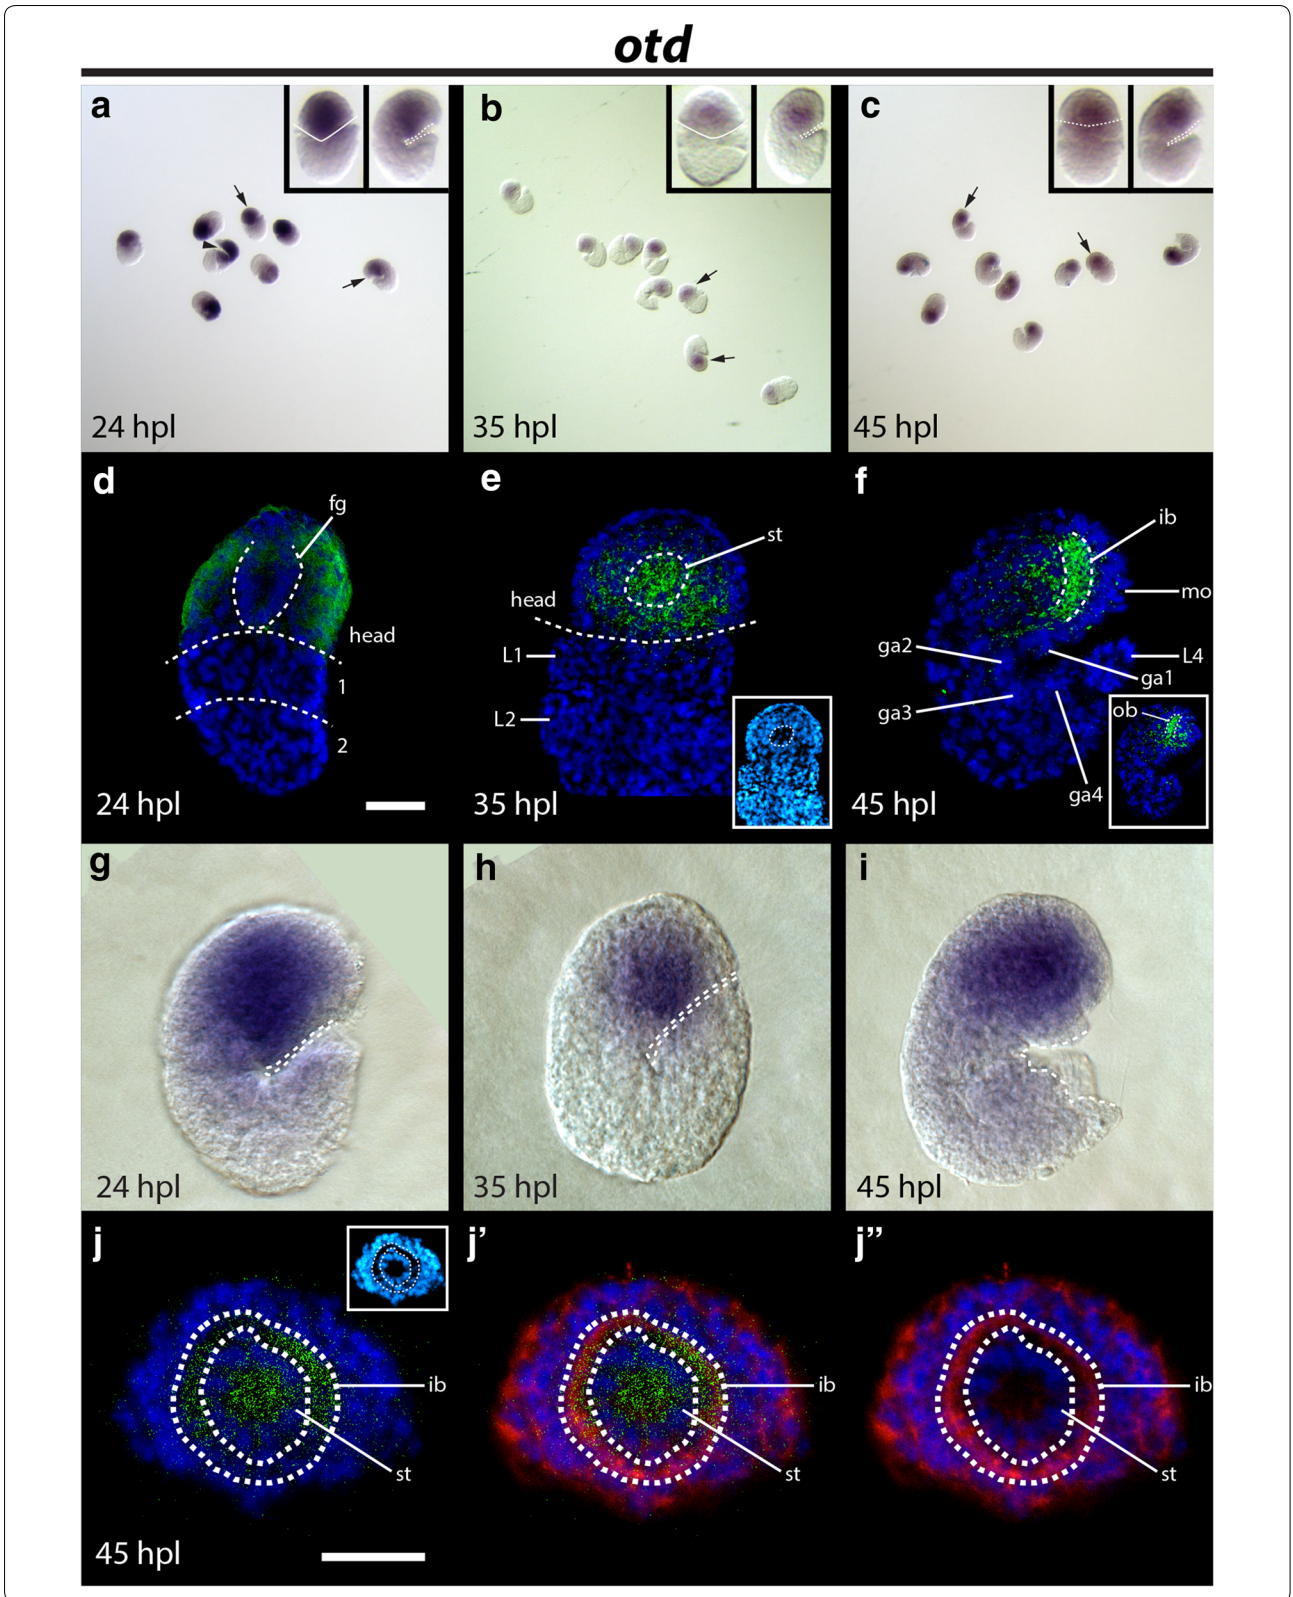 otd
a
24 hpl
b
35 hpl
c
45 hpl
d
fg
head
1
2
24 hpl
e
st
head
L1
L2
35 hpl
f
ib
mo
ga2
L4
ga1
ga3
ob
ga4
45 hpl
g
24 hpl
h
35 hpl
i
45 hpl
j
ib
st
45 hpl
j’
ib
st
j”
ib
st